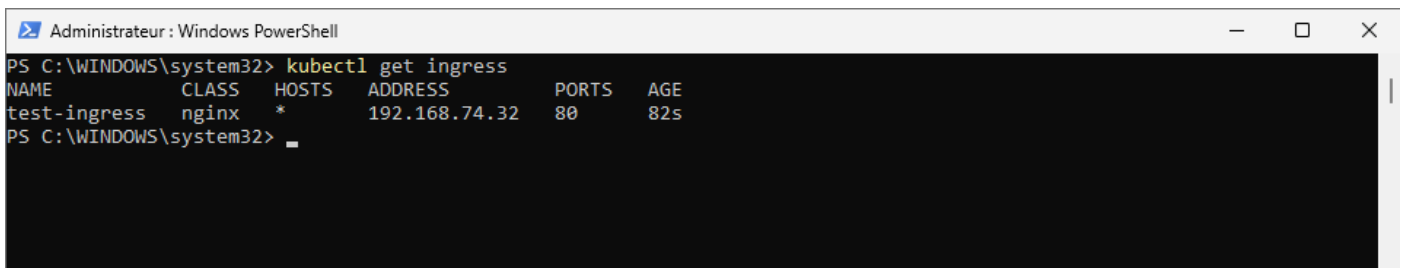 Administrateur : Windows PowerShell
PS C:\WINDOWS\system32> kubectl get ingress
NAME CLASS HOSTS ADDRESS PORTS AGE
test-ingress nginx * 192.168.74.32 80 82s
PS C:\WINDOWS\system32>